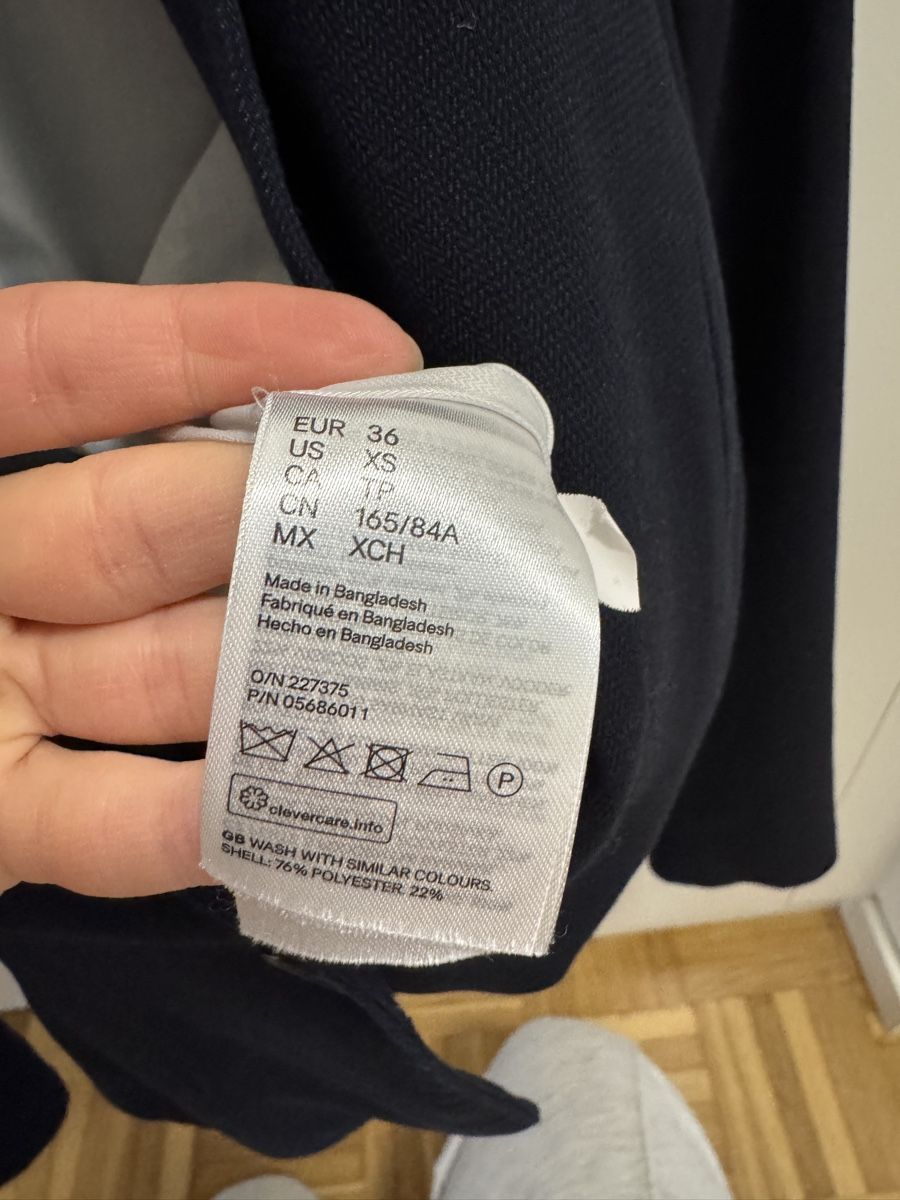 EUR 36
US XS
CA TP
CN 165/84A
MX XCH
Made in Bangladesh
Fabriqué en Bangladesh
Hecho en Bangladesh
O/N 227375
P/N 05686011
P
clevercare.info
GB WASH WITH SIMILAR COLOURS.
SHELL: 76% POLYESTER 22%